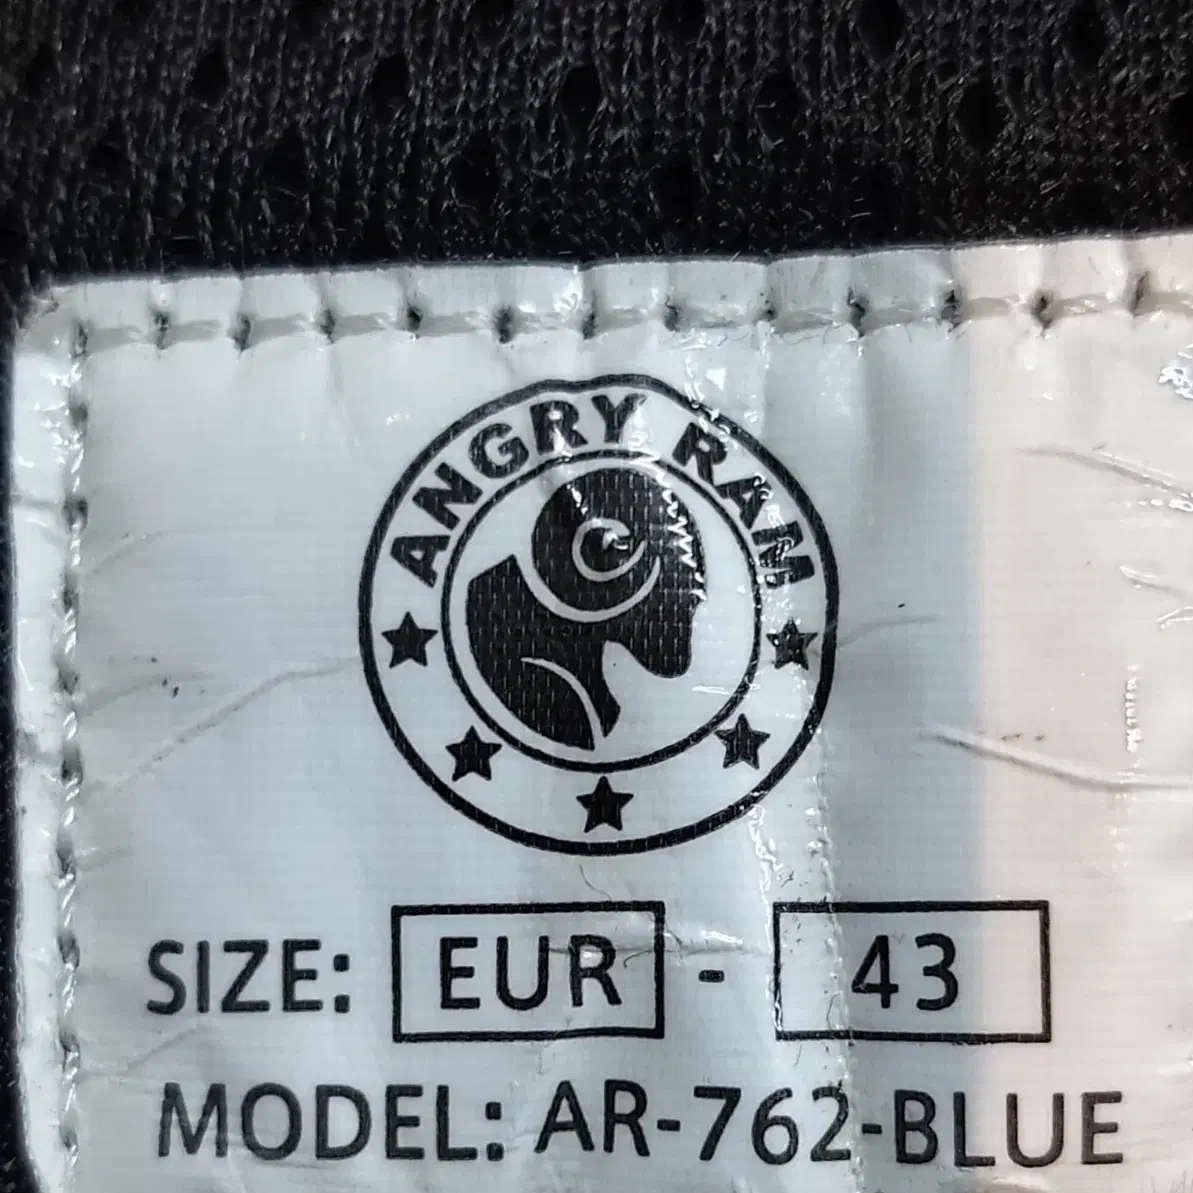 ANGRY RAM
SIZE: EUR - 43
MODEL: AR-762-BLUE